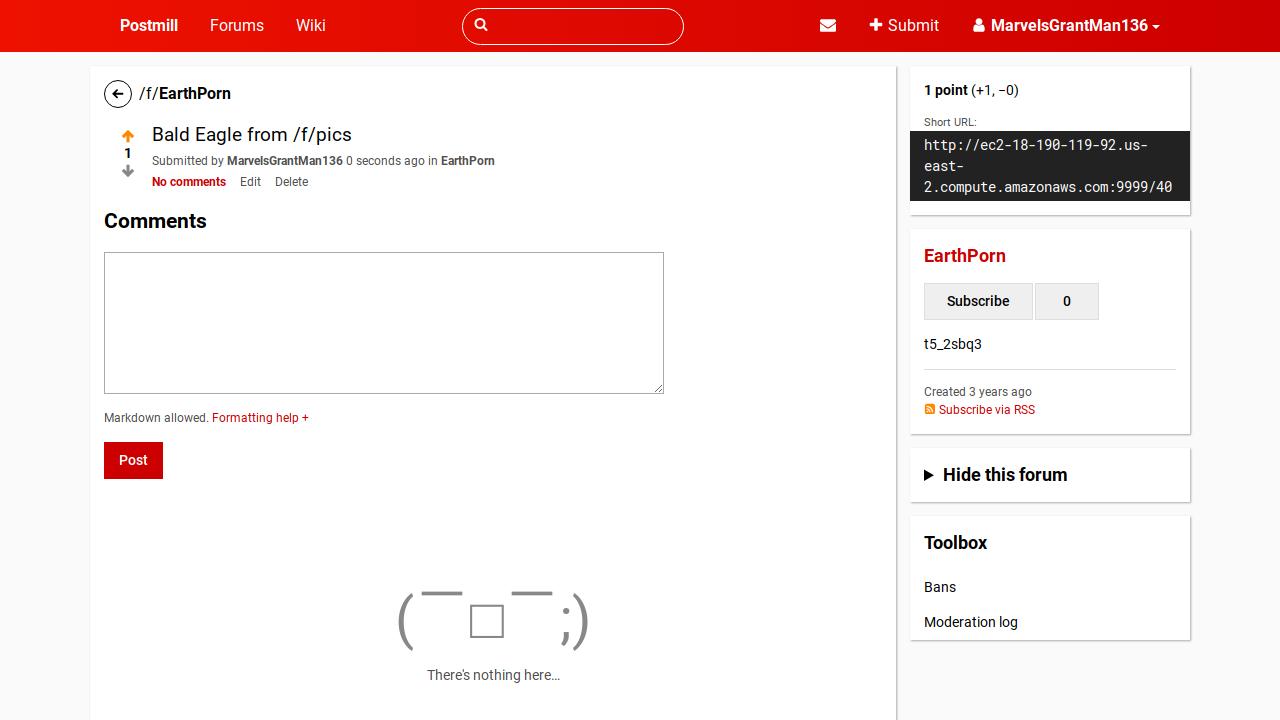 Postmill Forums Wiki Submit MarvelsGrantMan136
/f/EarthPorn
1
Bald Eagle from /f/pics
Submitted by MarvelsGrantMan136 0 seconds ago in EarthPorn
No comments Edit Delete
Comments
Markdown allowed. Formatting help +
Post
(￣□￣;)
There's nothing here…
1 point (+1, −0)
Short URL:
http://ec2-18-190-119-92.us-
east-
2.compute.amazonaws.com:9999/40
EarthPorn
Subscribe 0
t5_2sbq3
Created 3 years ago
Subscribe via RSS
Hide this forum
Toolbox
Bans
Moderation log